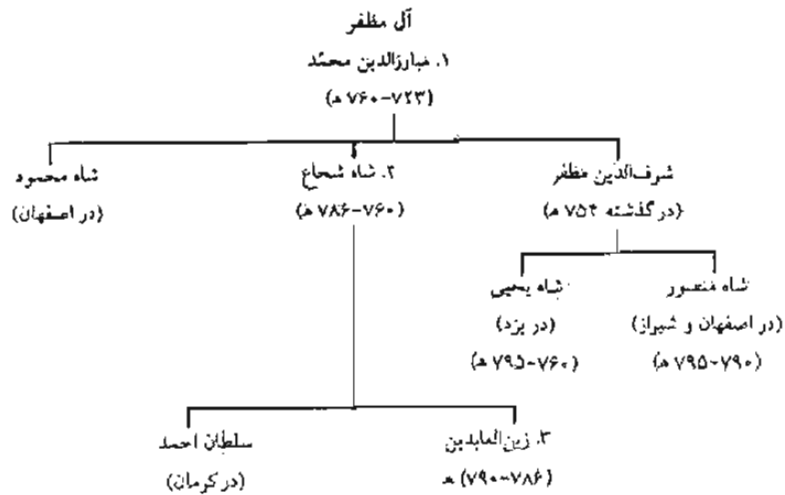 آل مظفر
۱. مبارزالدین محمّد
(۷۲۳-۷۶۰ ه‍)
شرف‌الدّین مظفر
(درگذشته ۷۵۴ ه‍)
۲. شاه شجاع
(۷۶۰-۷۸۶ ه‍)
شاه محمود
(در اصفهان)
شاه منصور
(در اصفهان و شیراز)
(۷۹۰-۷۹۵ ه‍)
شاه یحیی
(در یزد)
(۷۶۰-۷۹۵ ه‍)
۳. زین‌العابدین
(۷۸۶-۷۹۰) ه‍
سلطان احمد
(در کرمان)